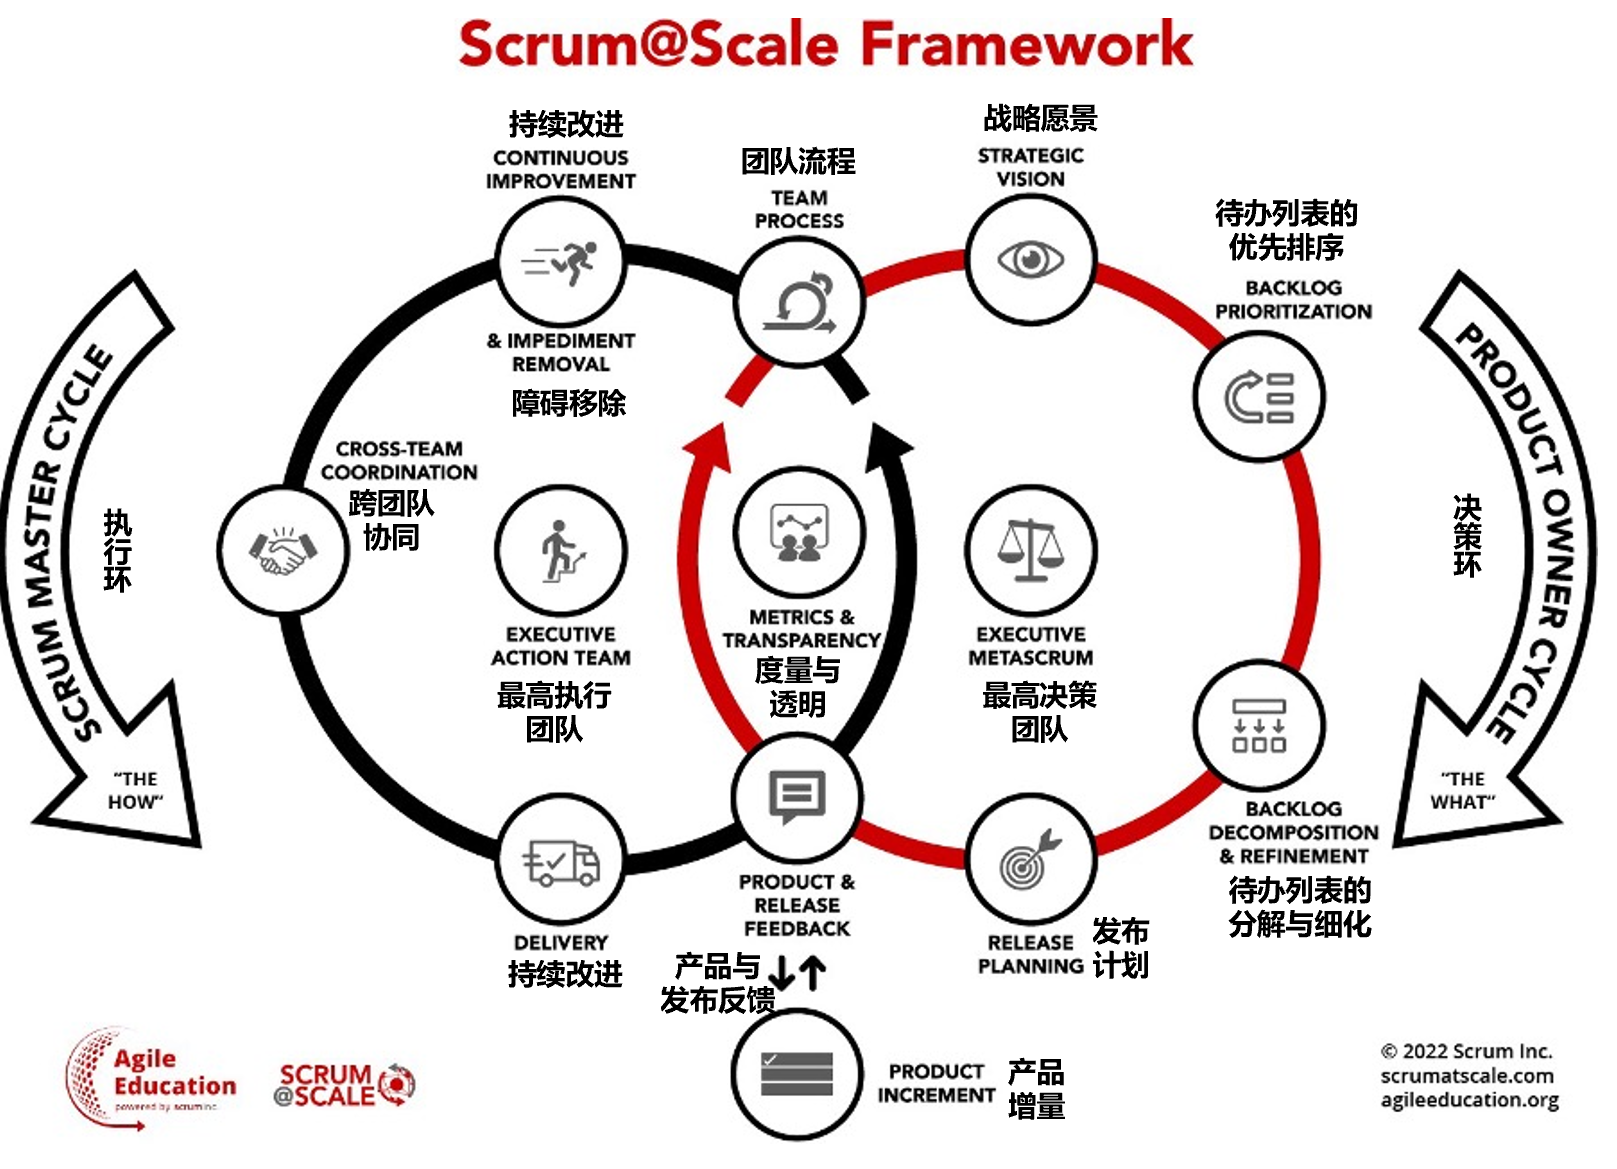 Scrum@Scale Framework
持续改进
CONTINUOUS
IMPROVEMENT
& IMPEDIMENT
REMOVAL
障碍移除
团队流程
TEAM
PROCESS
战略愿景
STRATEGIC
VISION
待办列表的
优先排序
BACKLOG
PRIORITIZATION
SCRUM MASTER CYCLE
执行环
"THE
HOW"
CROSS-TEAM
COORDINATION
跨团队
协同
EXECUTIVE
ACTION TEAM
最高执行
团队
METRICS &
TRANSPARENCY
度量与
透明
EXECUTIVE
METASCRUM
最高决策
团队
PRODUCT OWNER CYCLE
决策环
"THE
WHAT"
DELIVERY
持续改进
PRODUCT &
RELEASE
FEEDBACK
产品与
发布反馈
RELEASE
PLANNING
发布
计划
BACKLOG
DECOMPOSITION
& REFINEMENT
待办列表的
分解与细化
PRODUCT
INCREMENT
产品
增量
Agile
Education
powered by scruminc.
SCRUM
@SCALE
© 2022 Scrum Inc.
scrumatscale.com
agileeducation.org